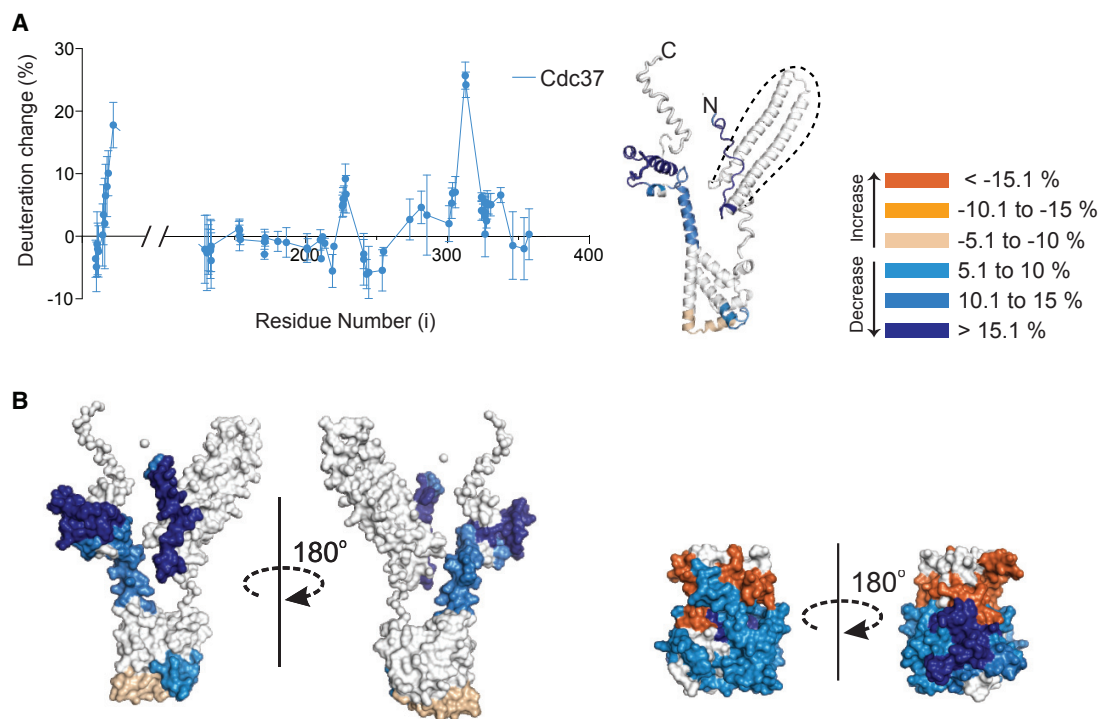 A
Deuteration change (%)
30
20
10
0
-10
200
300
400
Residue Number (i)
Cdc37
C
N
Increase
Decrease
< -15.1 %
-10.1 to -15 %
-5.1 to -10 %
5.1 to 10 %
10.1 to 15 %
> 15.1 %
B
180°
180°